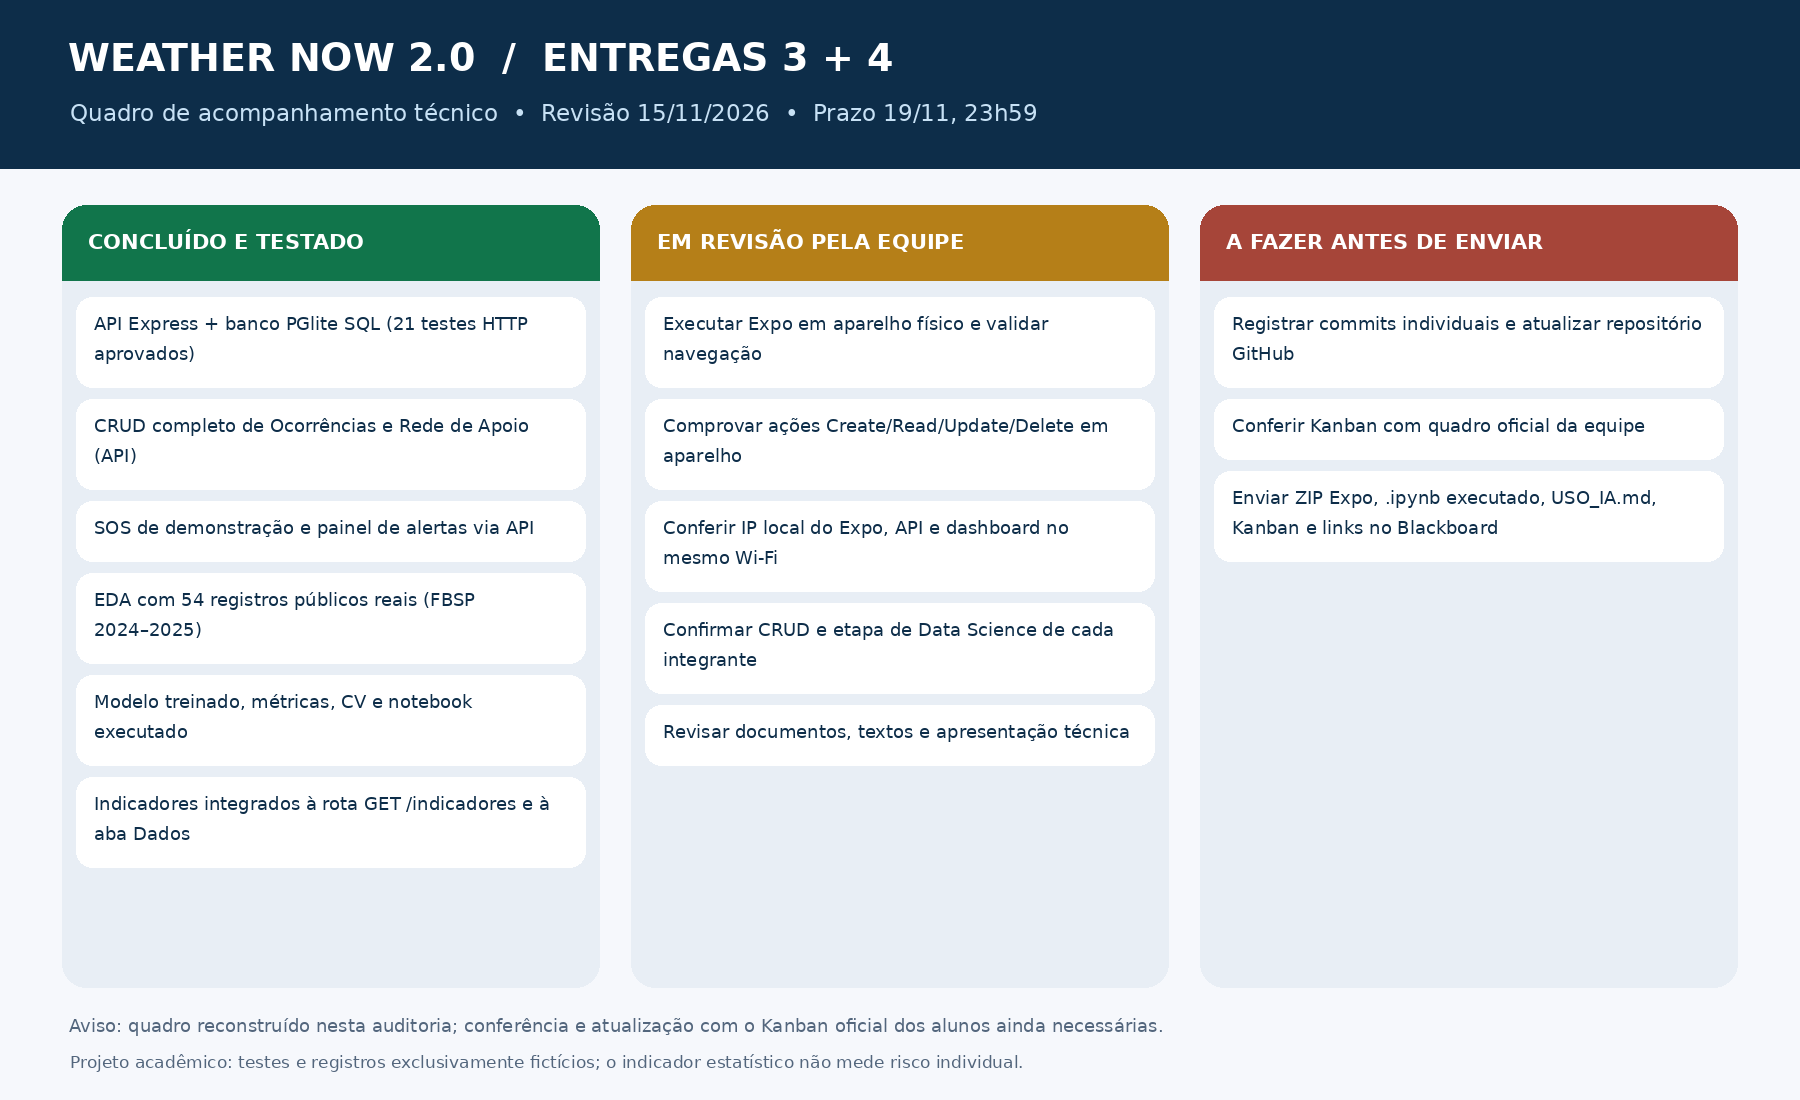 WEATHER NOW 2.0 / ENTREGAS 3 + 4
Quadro de acompanhamento técnico • Revisão 15/11/2026 • Prazo 19/11, 23h59
CONCLUÍDO E TESTADO
API Express + banco PGlite SQL (21 testes HTTP
aprovados)
CRUD completo de Ocorrências e Rede de Apoio
(API)
SOS de demonstração e painel de alertas via API
EDA com 54 registros públicos reais (FBSP
2024–2025)
Modelo treinado, métricas, CV e notebook
executado
Indicadores integrados à rota GET /indicadores e à
aba Dados
EM REVISÃO PELA EQUIPE
Executar Expo em aparelho físico e validar
navegação
Comprovar ações Create/Read/Update/Delete em
aparelho
Conferir IP local do Expo, API e dashboard no
mesmo Wi-Fi
Confirmar CRUD e etapa de Data Science de cada
integrante
Revisar documentos, textos e apresentação técnica
A FAZER ANTES DE ENVIAR
Registrar commits individuais e atualizar repositório
GitHub
Conferir Kanban com quadro oficial da equipe
Enviar ZIP Expo, .ipynb executado, USO_IA.md,
Kanban e links no Blackboard
Aviso: quadro reconstruído nesta auditoria; conferência e atualização com o Kanban oficial dos alunos ainda necessárias.
Projeto acadêmico: testes e registros exclusivamente fictícios; o indicador estatístico não mede risco individual.